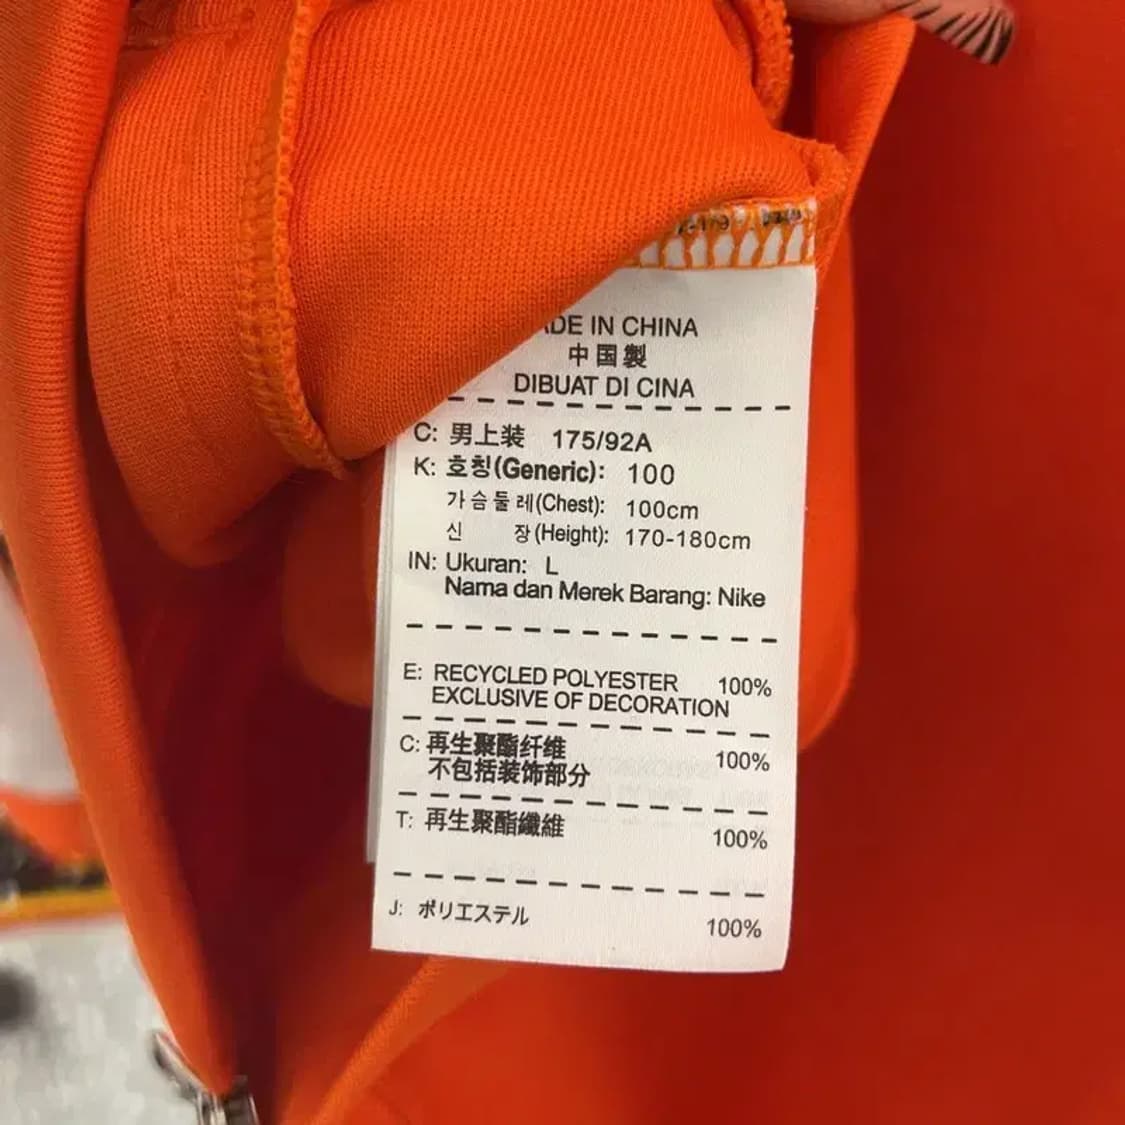 ADE IN CHINA
中国製
DIBUAT DI CINA
C: 男上装 175/92A
K: 호칭(Generic): 100
가슴둘레(Chest): 100cm
신 장(Height): 170-180cm
IN: Ukuran: L
Nama dan Merek Barang: Nike
E: RECYCLED POLYESTER 100%
EXCLUSIVE OF DECORATION
C: 再生聚酯纤维 100%
不包括装饰部分
T: 再生聚酯纖維 100%
J: ポリエステル 100%